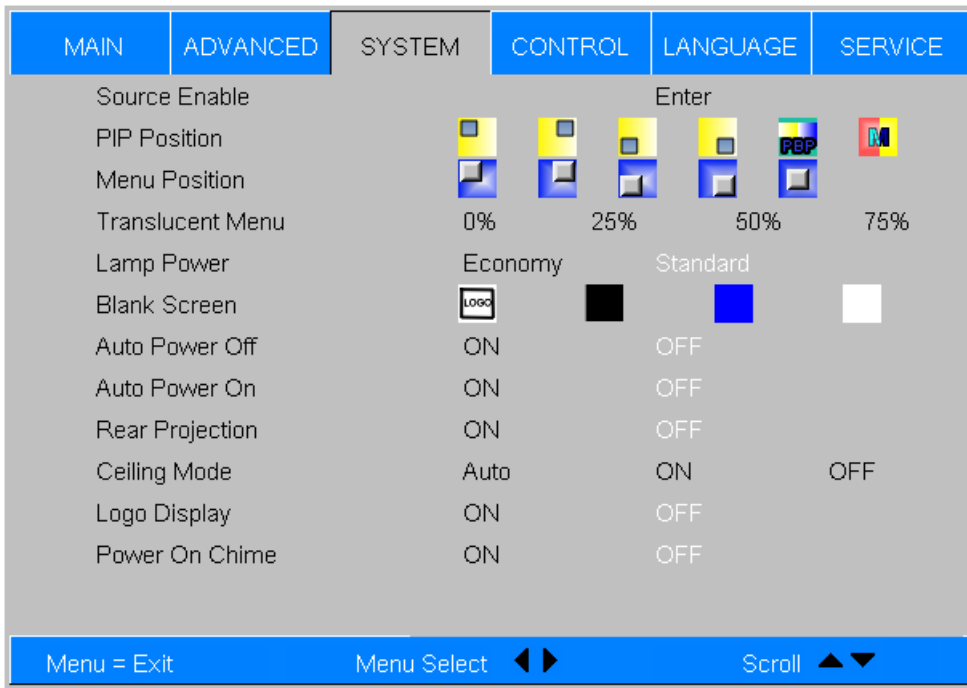 MAIN ADVANCED SYSTEM CONTROL LANGUAGE SERVICE
Source Enable Enter
PIP Position PBP M
Menu Position
Translucent Menu 0% 25% 50% 75%
Lamp Power Economy Standard
Blank Screen LOGO
Auto Power Off ON OFF
Auto Power On ON OFF
Rear Projection ON OFF
Ceiling Mode Auto ON OFF
Logo Display ON OFF
Power On Chime ON OFF
Menu = Exit Menu Select Scroll